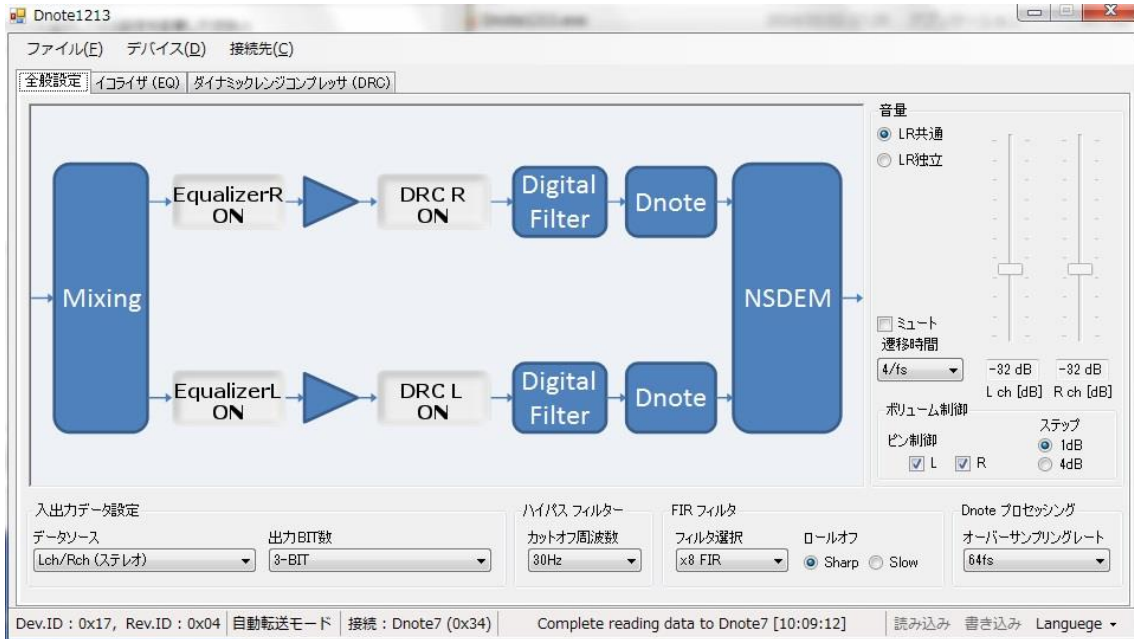 Dnote1213
ファイル(F) デバイス(D) 接続先(C)
全般設定 イコライザ (EQ) ダイナミックレンジコンプレッサ (DRC)
Mixing
EqualizerR
ON
DRC R
ON
Digital
Filter
Dnote
NSDEM
EqualizerL
ON
DRC L
ON
Digital
Filter
Dnote
音量
LR共通
LR独立
ミュート
遷移時間
4/fs
-32 dB -32 dB
L ch [dB] R ch [dB]
ボリューム制御
ピン制御
L R
ステップ
1dB
4dB
入出力データ設定
データソース 出力BIT数
Lch/Rch (ステレオ) 3-BIT
ハイパス フィルター
カットオフ周波数
30Hz
FIR フィルタ
フィルタ選択 ロールオフ
x8 FIR Sharp Slow
Dnote プロセッシング
オーバーサンプリングレート
64fs
Dev.ID : 0x17, Rev.ID : 0x04 自動転送モード 接続 : Dnote7 (0x34) Complete reading data to Dnote7 [10:09:12] 読み込み 書き込み Languege